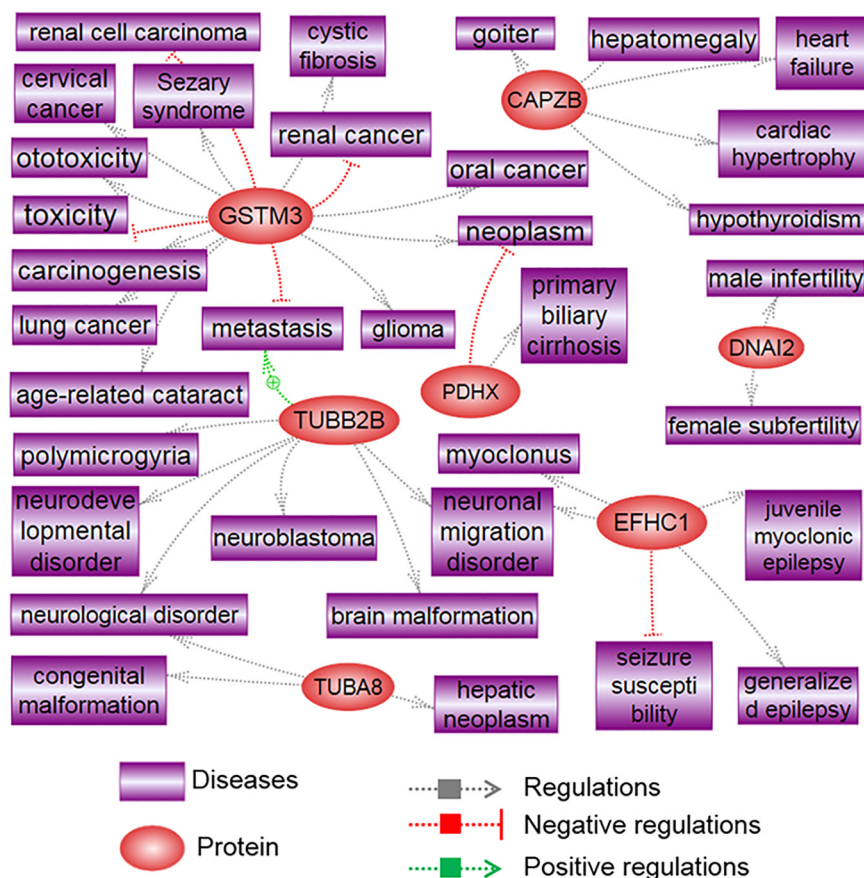 renal cell carcinoma
cystic
fibrosis
goiter
hepatomegaly
heart
failure
cervical
cancer
Sezary
syndrome
CAPZB
renal cancer
cardiac
hypertrophy
ototoxicity
oral cancer
toxicity
GSTM3
neoplasm
hypothyroidism
carcinogenesis
male infertility
primary
biliary
cirrhosis
lung cancer
metastasis
glioma
DNAI2
PDHX
age-related cataract
TUBB2B
female subfertility
polymicrogyria
myoclonus
neurodeve
lopmental
disorder
neuroblastoma
neuronal
migration
disorder
EFHC1
juvenile
myoclonic
epilepsy
neurological disorder
brain malformation
congenital
malformation
TUBA8
hepatic
neoplasm
seizure
suscepti
bility
generalize
d epilepsy
Diseases
Regulations
Negative regulations
Protein
Positive regulations